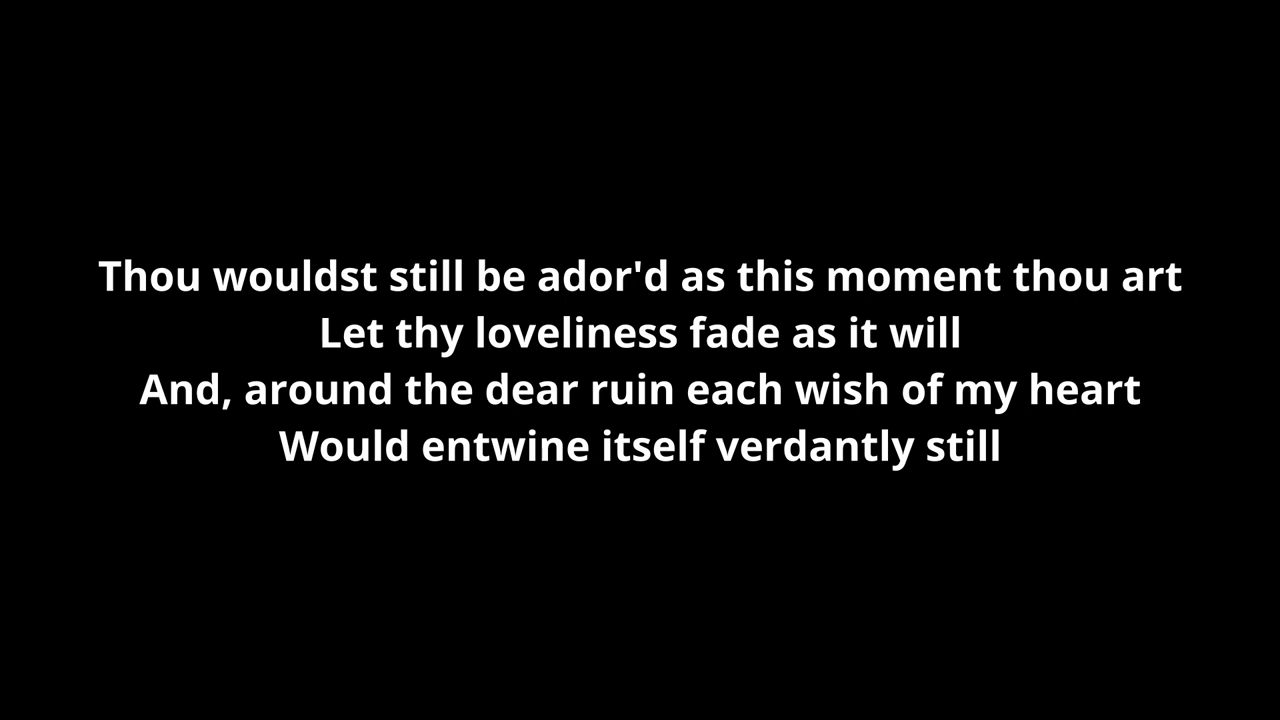 Thou wouldst still be ador'd as this moment thou art
Let thy loveliness fade as it will
And, around the dear ruin each wish of my heart
Would entwine itself verdantly still